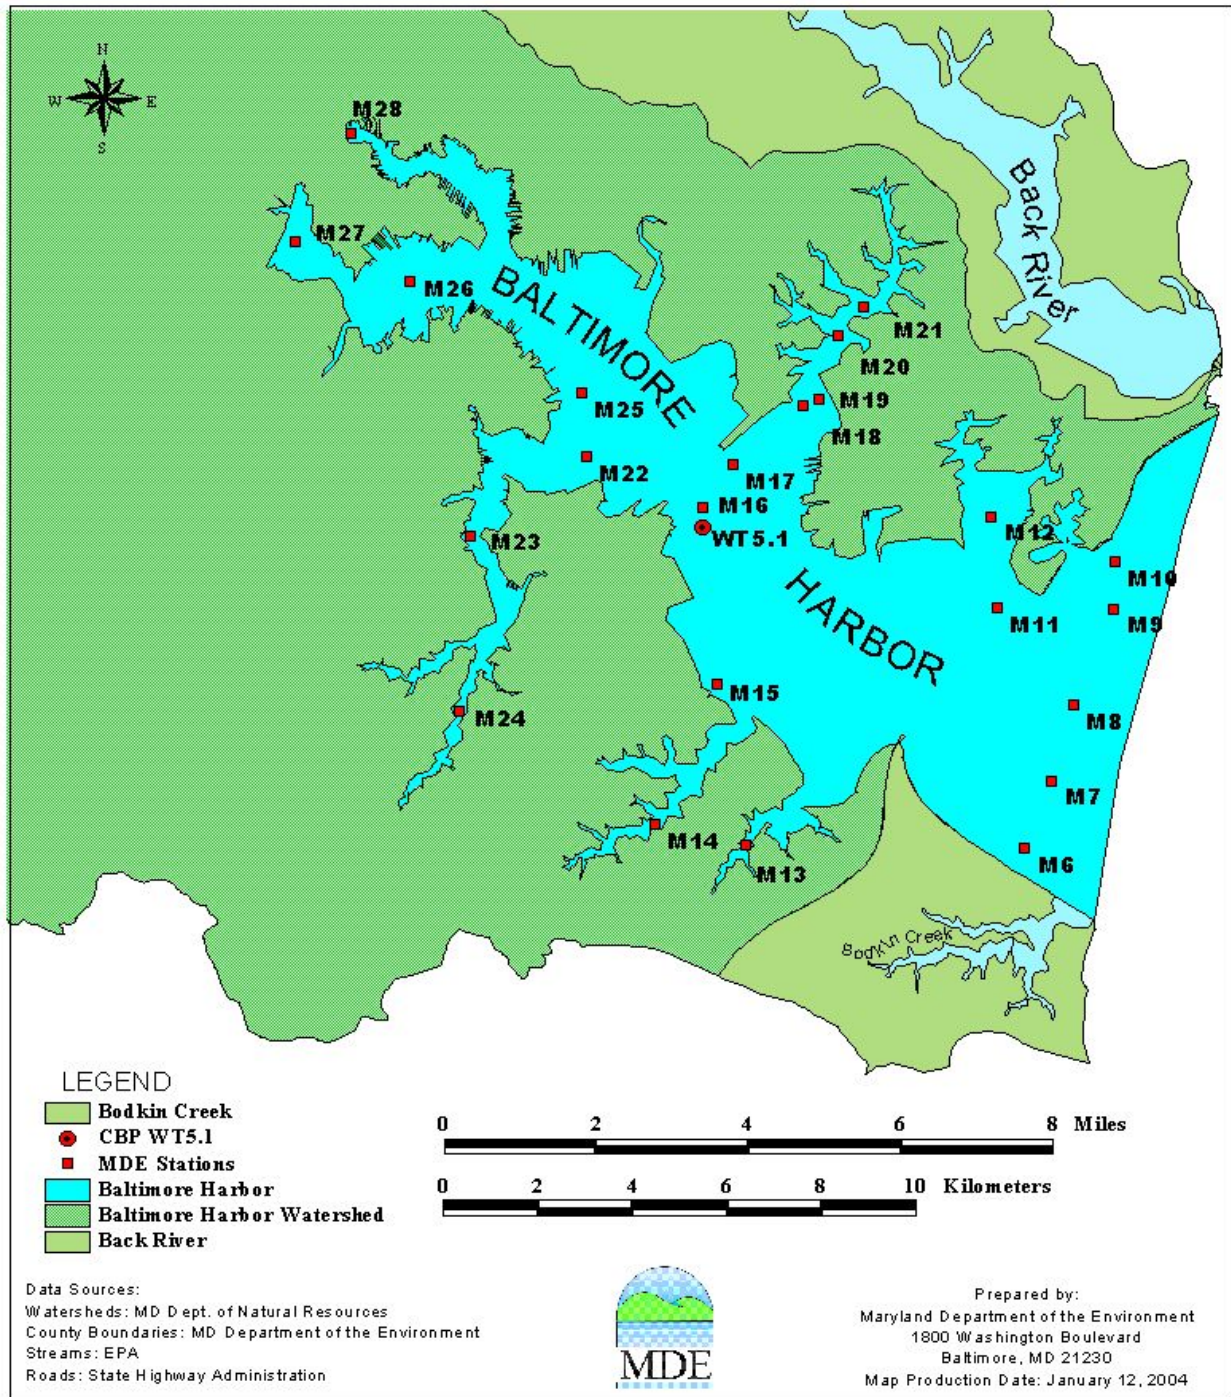 N
W E
S
M28
Back River
M27
M26
BALTIMORE
M21
M20
M25
M19
M18
M22
M17
M16
M12
WT5.1
M23
M10
HARBOR
M11
M9
M15
M8
M24
M7
M14
M6
M13
Bodkin Creek
LEGEND
Bodkin Creek
CBP WT5.1
MDE Stations
Baltimore Harbor
Baltimore Harbor Watershed
Back River
0 2 4 6 8 Miles
0 2 4 6 8 10 Kilometers
Data Sources:
Watersheds: MD Dept. of Natural Resources
County Boundaries: MD Department of the Environment
Streams: EPA
Roads: State Highway Administration
MDE
Prepared by:
Maryland Department of the Environment
1800 Washington Boulevard
Baltimore, MD 21230
Map Production Date: January 12, 2004